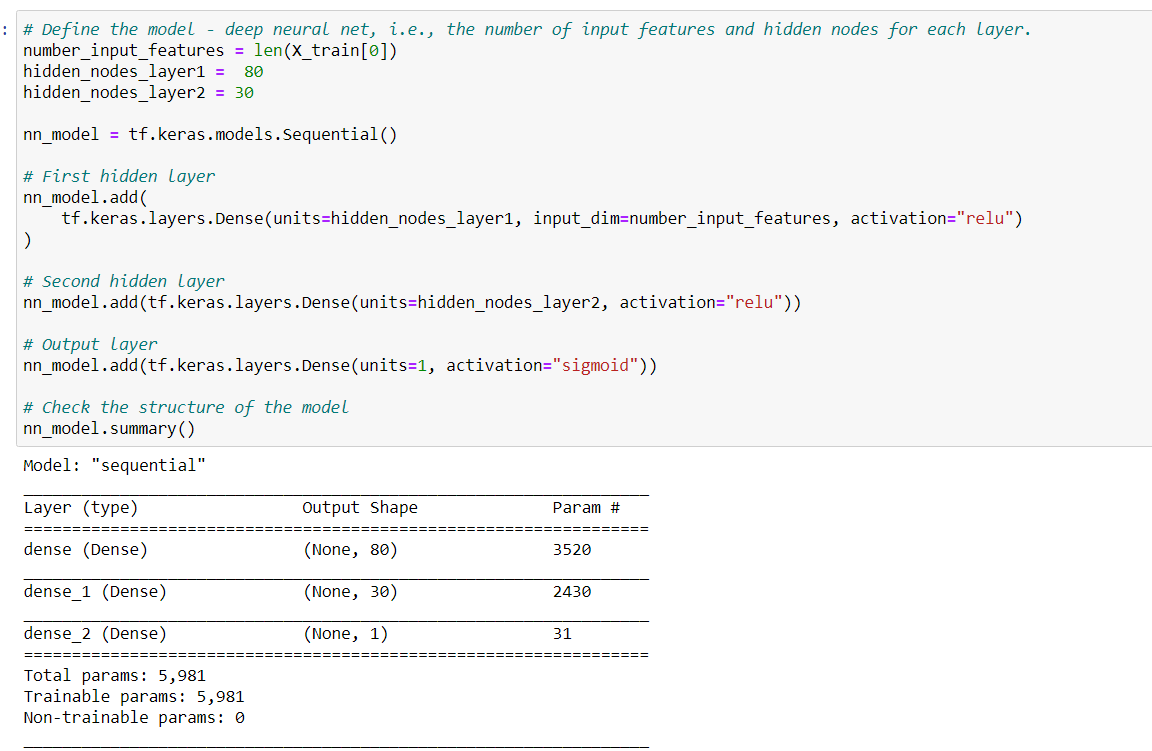 : # Define the model - deep neural net, i.e., the number of input features and hidden nodes for each layer.
number_input_features = len(X_train[0])
hidden_nodes_layer1 =  80
hidden_nodes_layer2 = 30
nn_model = tf.keras.models.Sequential()
# First hidden layer
nn_model.add(
    tf.keras.layers.Dense(units=hidden_nodes_layer1, input_dim=number_input_features, activation="relu")
)
# Second hidden layer
nn_model.add(tf.keras.layers.Dense(units=hidden_nodes_layer2, activation="relu"))
# Output layer
nn_model.add(tf.keras.layers.Dense(units=1, activation="sigmoid"))
# Check the structure of the model
nn_model.summary()
Model: "sequential"
_________________________________________________________________
Layer (type)                 Output Shape              Param #
=================================================================
dense (Dense)                (None, 80)                3520
_________________________________________________________________
dense_1 (Dense)              (None, 30)                2430
_________________________________________________________________
dense_2 (Dense)              (None, 1)                 31
=================================================================
Total params: 5,981
Trainable params: 5,981
Non-trainable params: 0
_________________________________________________________________